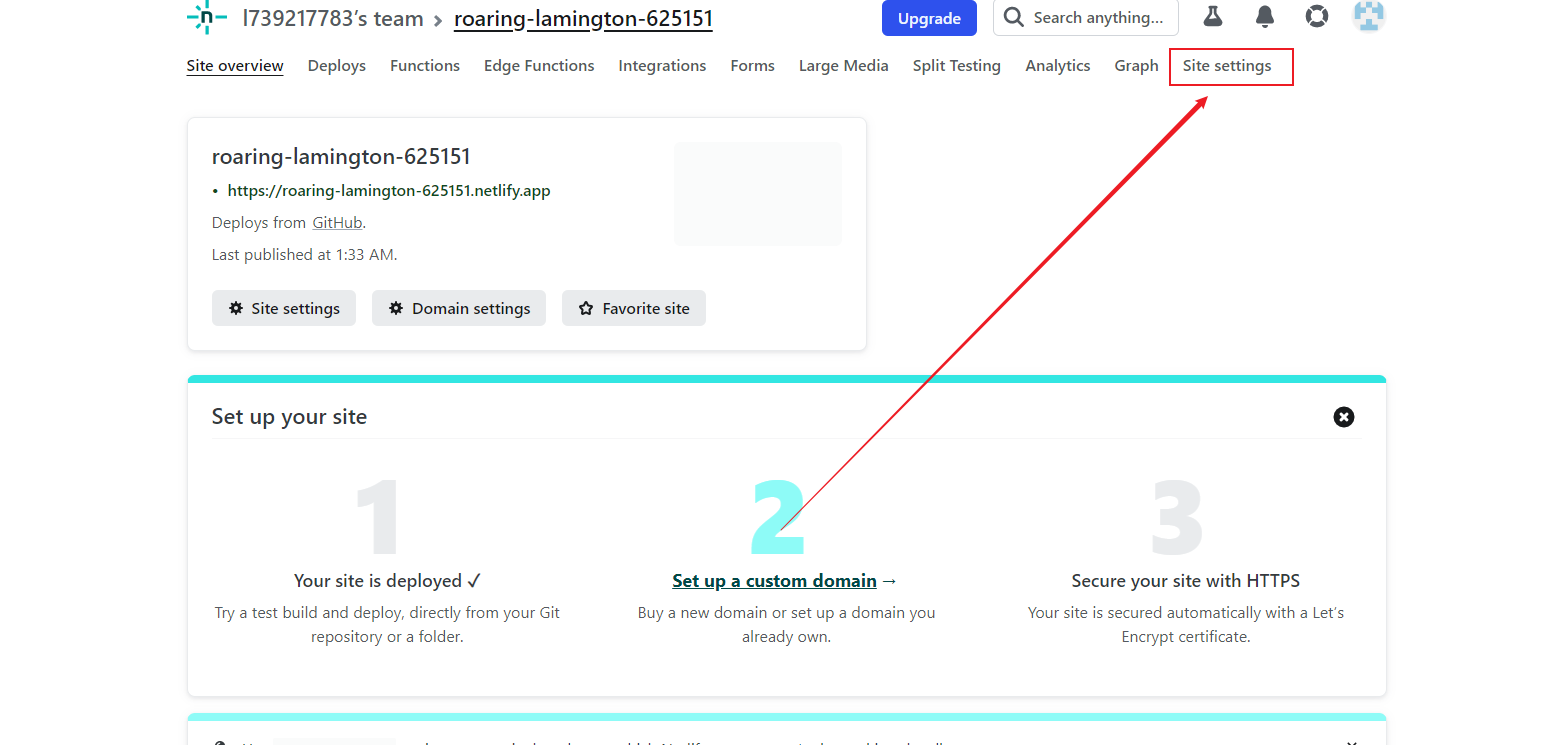 l739217783's team › roaring-lamington-625151
Upgrade
Search anything...
Site overview Deploys Functions Edge Functions Integrations Forms Large Media Split Testing Analytics Graph Site settings
roaring-lamington-625151
• https://roaring-lamington-625151.netlify.app
Deploys from GitHub.
Last published at 1:33 AM.
Site settings
Domain settings
Favorite site
Set up your site
1
Your site is deployed ✓
Try a test build and deploy, directly from your Git
repository or a folder.
2
Set up a custom domain →
Buy a new domain or set up a domain you
already own.
3
Secure your site with HTTPS
Your site is secured automatically with a Let's
Encrypt certificate.